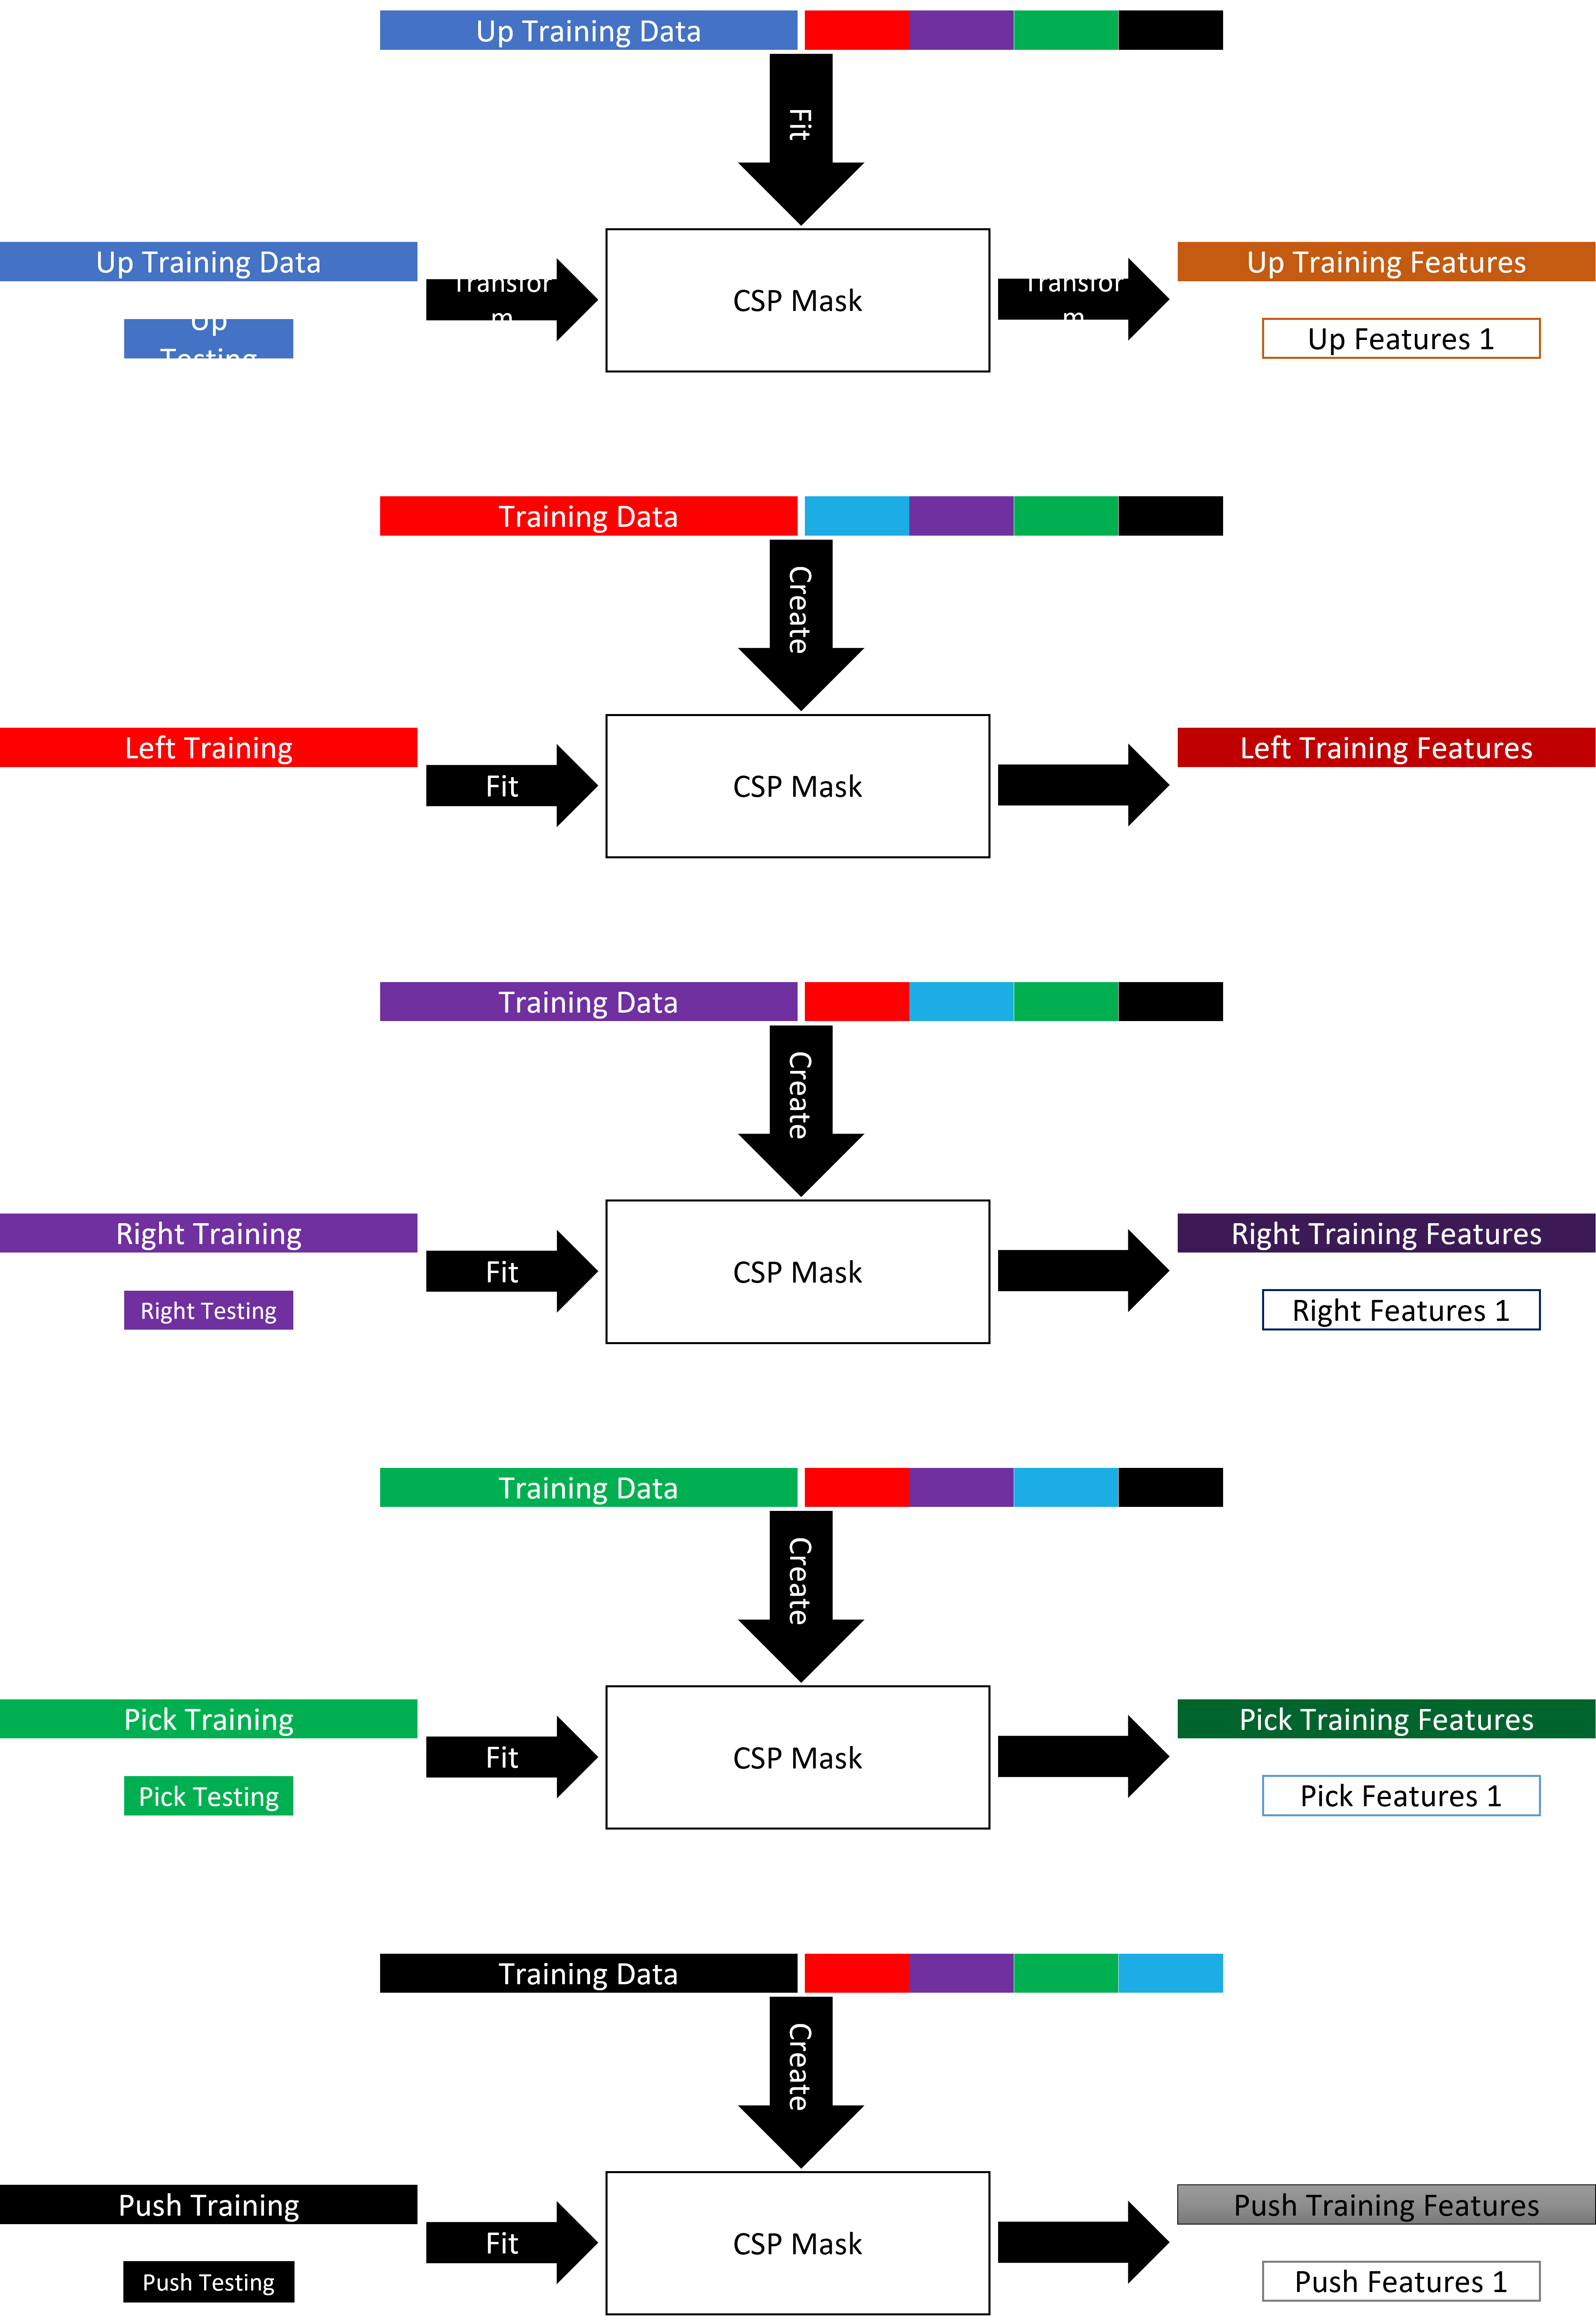 Up Training Data
Fit
Up Training Data
Transfor
m
CSP Mask
Transfor
m
Up Training Features
Up
Testing
Up Features 1
Training Data
Create
Left Training
Fit
CSP Mask
Left Training Features
Training Data
Create
Right Training
Fit
CSP Mask
Right Training Features
Right Testing
Right Features 1
Training Data
Create
Pick Training
Fit
CSP Mask
Pick Training Features
Pick Testing
Pick Features 1
Training Data
Create
Push Training
Fit
CSP Mask
Push Training Features
Push Testing
Push Features 1